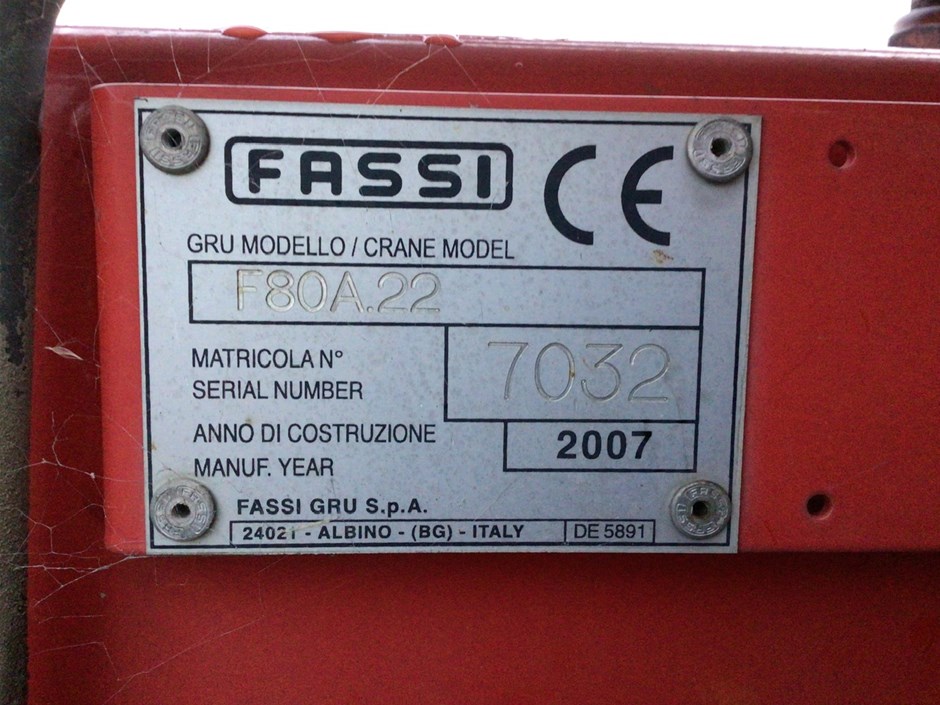 FASSI CE
GRU MODELLO / CRANE MODEL
F80A.22
MATRICOLA N°
SERIAL NUMBER
7032
ANNO DI COSTRUZIONE
MANUF. YEAR
2007
FASSI GRU S.p.A.
24021 - ALBINO - (BG) - ITALY DE 5891